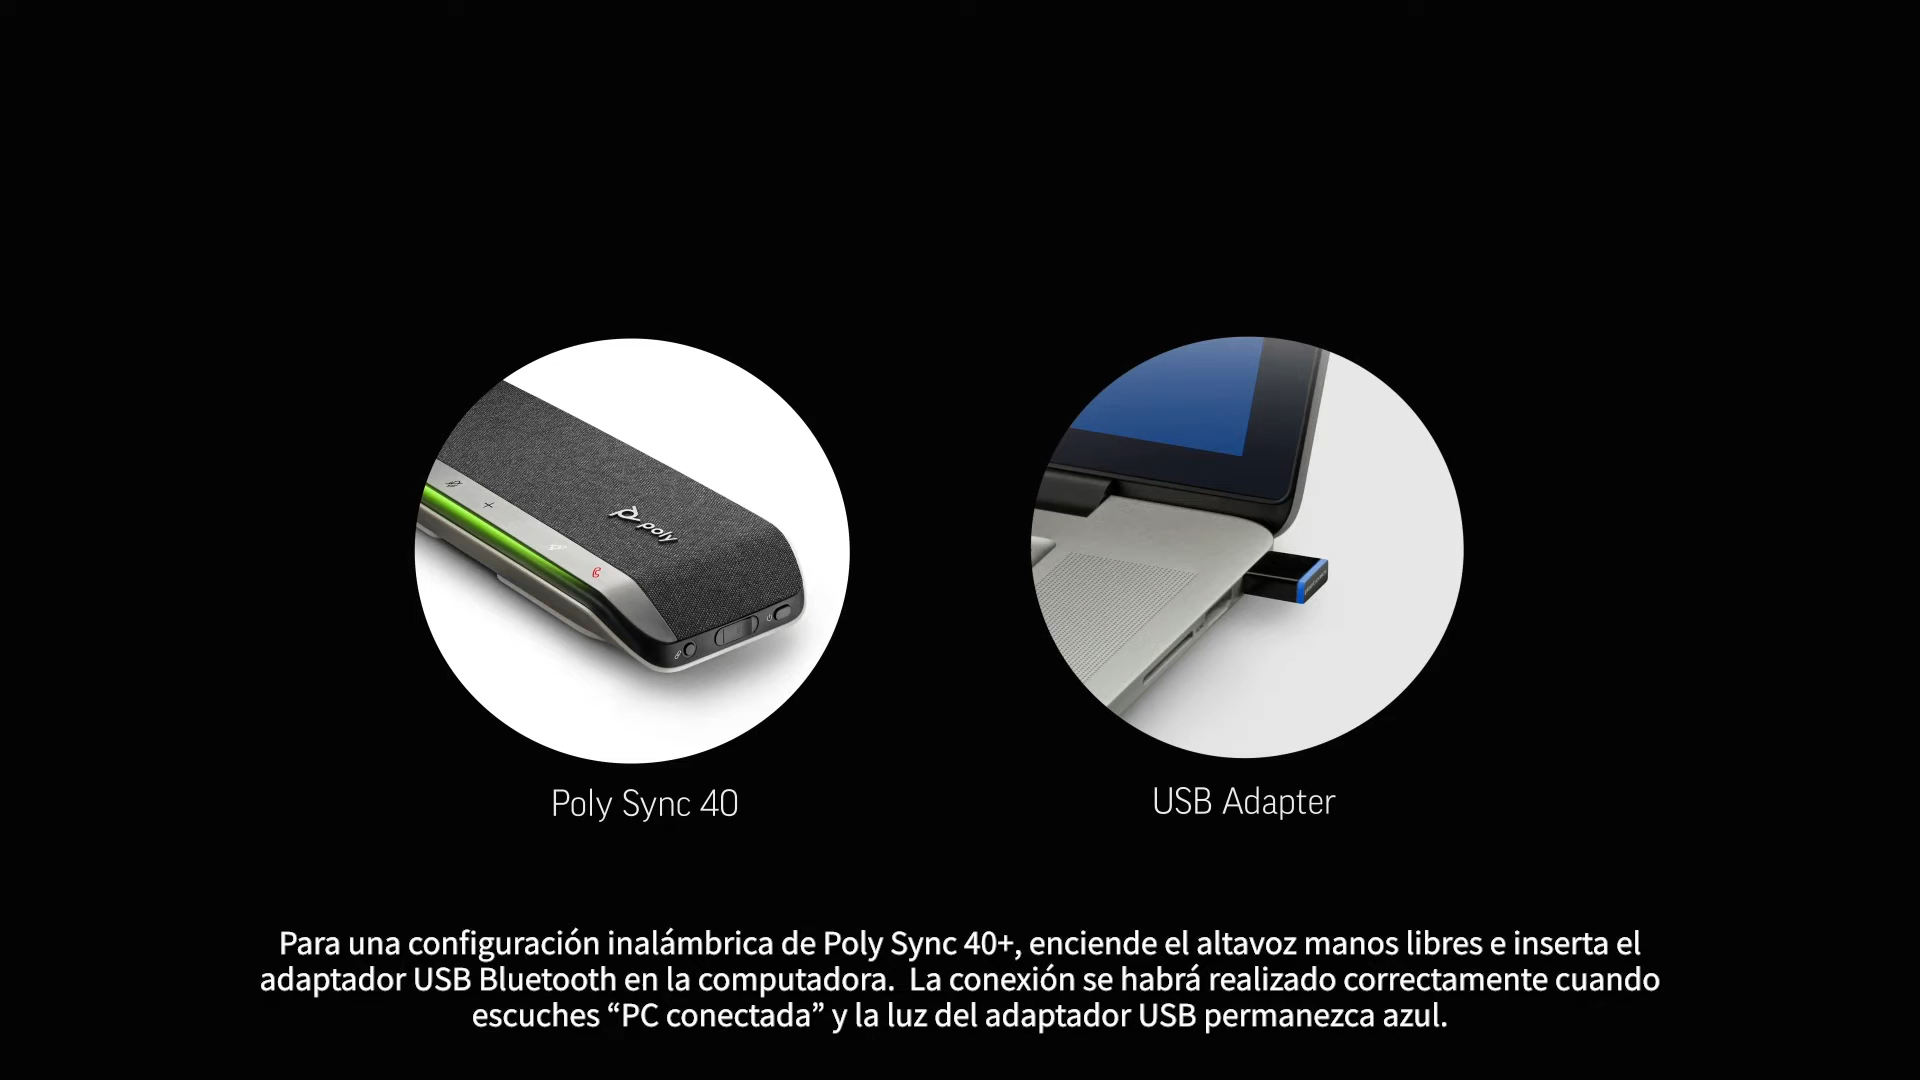 poly
Poly Sync 40
USB Adapter
Para una configuración inalámbrica de Poly Sync 40+, enciende el altavoz manos libres e inserta el
adaptador USB Bluetooth en la computadora. La conexión se habrá realizado correctamente cuando
escuches “PC conectada” y la luz del adaptador USB permanezca azul.